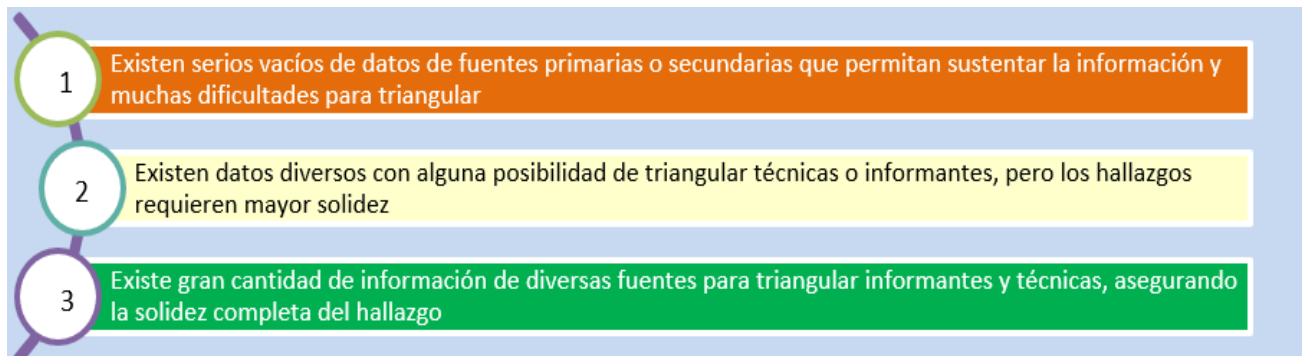 1
Existen serios vacíos de datos de fuentes primarias o secundarias que permitan sustentar la información y
muchas dificultades para triangular
2
Existen datos diversos con alguna posibilidad de triangular técnicas o informantes, pero los hallazgos
requieren mayor solidez
3
Existe gran cantidad de información de diversas fuentes para triangular informantes y técnicas, asegurando
la solidez completa del hallazgo